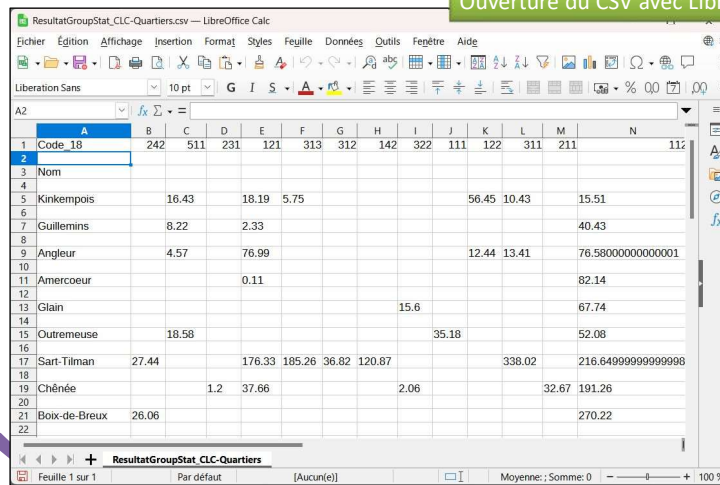 Ouverture du CSV avec Lib
ResultatGroupStat_CLC-Quartiers.csv — LibreOffice Calc
Fichier Édition Affichage Insertion Format Styles Feuille Données Outils Fenêtre Aide
Liberation Sans 10 pt G I S A % 0,0 7 ,00
A2 fx Σ =
A B C D E F G H I J K L M N
1 Code_18 242 511 231 121 313 312 142 322 111 122 311 211 112
2
3 Nom
4
5 Kinkempois 16.43 18.19 5.75 56.45 10.43 15.51
6
7 Guillemins 8.22 2.33 40.43
8
9 Angleur 4.57 76.99 12.44 13.41 76.58000000000001
10
11 Amercoeur 0.11 82.14
12
13 Glain 15.6 67.74
14
15 Outremeuse 18.58 35.18 52.08
16
17 Sart-Tilman 27.44 176.33 185.26 36.82 120.87 338.02 216.64999999999998
18
19 Chênée 1.2 37.66 2.06 32.67 191.26
20
21 Boix-de-Breux 26.06 270.22
22
ResultatGroupStat_CLC-Quartiers
Feuille 1 sur 1 Par défaut [Aucun(e)] Moyenne: ; Somme: 0 100 %